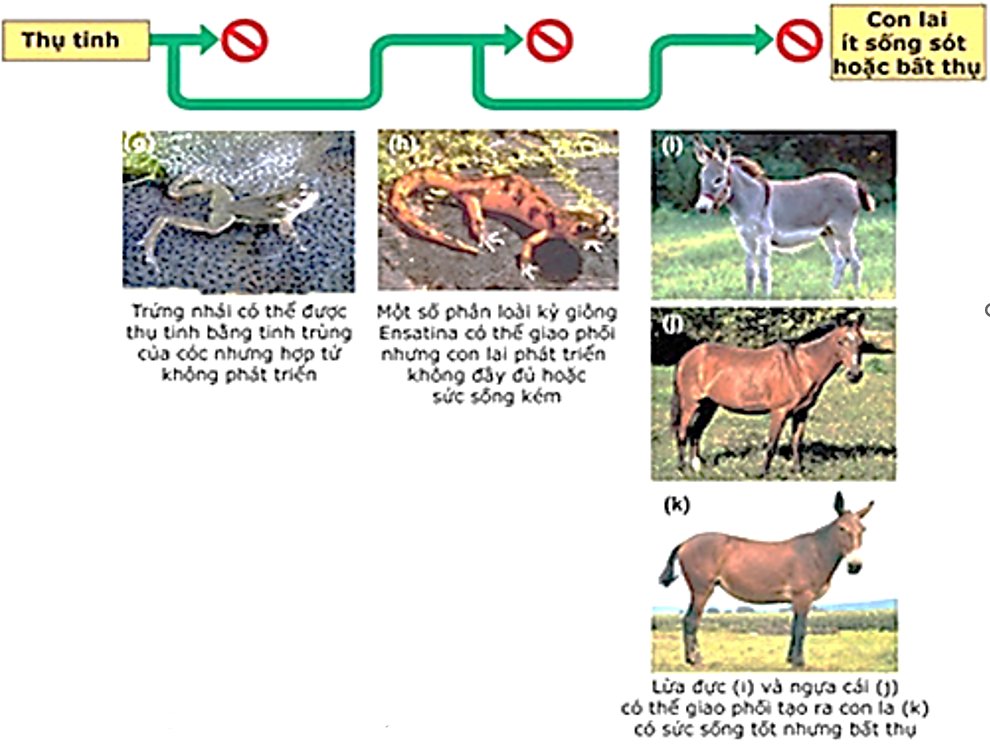 Thụ tinh
Con lai
ít sống sót
hoặc bất thụ
(g)
(h)
(i)
Trứng nhái có thể được
thụ tinh bằng tinh trùng
của cóc nhưng hợp tử
không phát triển
Một số phân loài kỳ giông
Ensatina có thể giao phối
nhưng con lai phát triển
không đầy đủ hoặc
sức sống kém
(j)
(k)
Lừa đực (i) và ngựa cái (j)
có thể giao phối tạo ra con la (k)
có sức sống tốt nhưng bất thụ